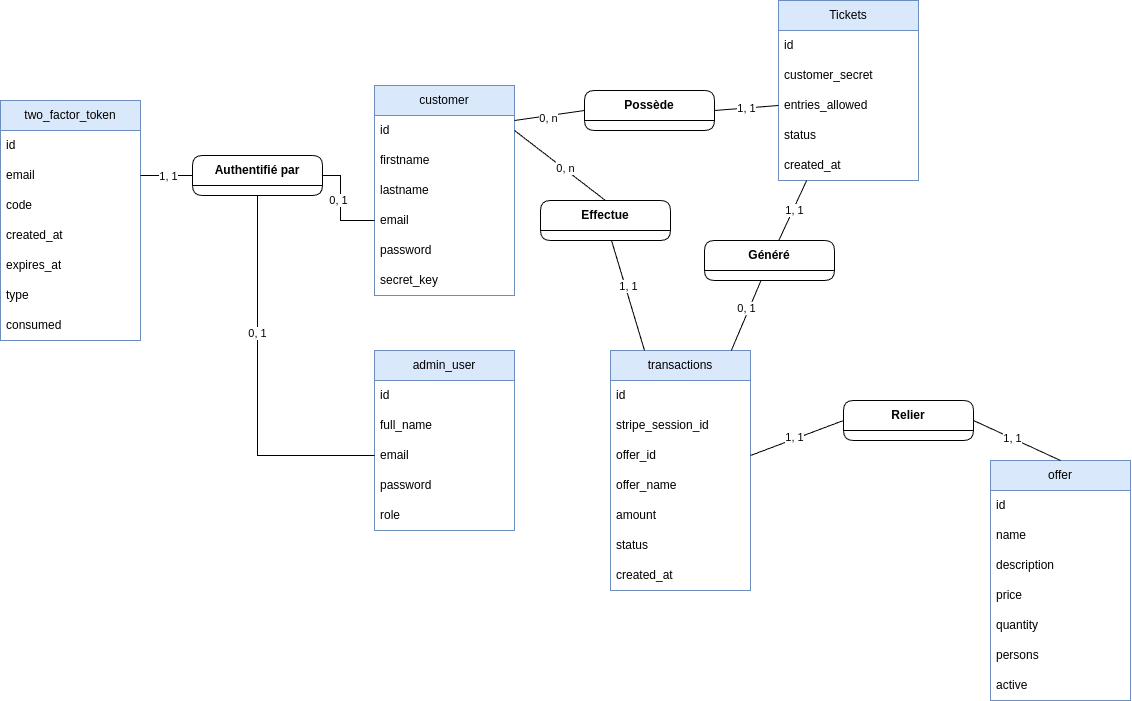 Tickets
id
customer_secret
entries_allowed
status
created_at
customer
id
firstname
lastname
email
password
secret_key
0, n
Possède
1, 1
two_factor_token
id
email
code
created_at
expires_at
type
consumed
1, 1
Authentifié par
0, 1
0, 1
0, n
Effectue
1, 1
1, 1
Généré
0, 1
admin_user
id
full_name
email
password
role
transactions
id
stripe_session_id
offer_id
offer_name
amount
status
created_at
1, 1
Relier
1, 1
offer
id
name
description
price
quantity
persons
active